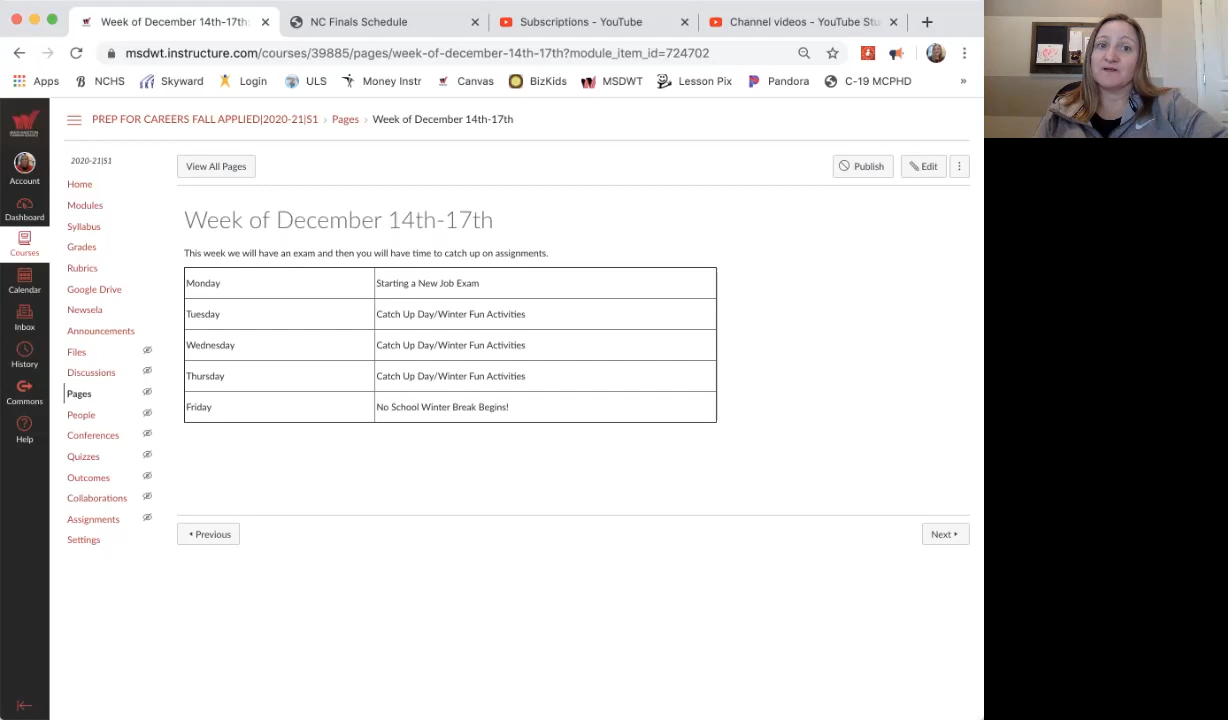 Week of December 14th-17th:
NC Finals Schedule
Subscriptions - YouTube
Channel videos - YouTube Stu
msdwt.instructure.com/courses/39885/pages/week-of-december-14th-17th?module_item_id=724702
Apps NCHS Skyward Login ULS Money Instr Canvas BizKids MSDWT Lesson Pix Pandora C-19 MCPHD »
PREP FOR CAREERS FALL APPLIED|2020-21|S1 › Pages › Week of December 14th-17th
Account
Dashboard
Courses
Calendar
Inbox
History
Commons
Help
2020-21|S1
Home
Modules
Syllabus
Grades
Rubrics
Google Drive
Newsela
Announcements
Files
Discussions
Pages
People
Conferences
Quizzes
Outcomes
Collaborations
Assignments
Settings
View All Pages
Publish
Edit
Week of December 14th-17th
This week we will have an exam and then you will have time to catch up on assignments.
Monday Starting a New Job Exam
Tuesday Catch Up Day/Winter Fun Activities
Wednesday Catch Up Day/Winter Fun Activities
Thursday Catch Up Day/Winter Fun Activities
Friday No School Winter Break Begins!
Previous
Next